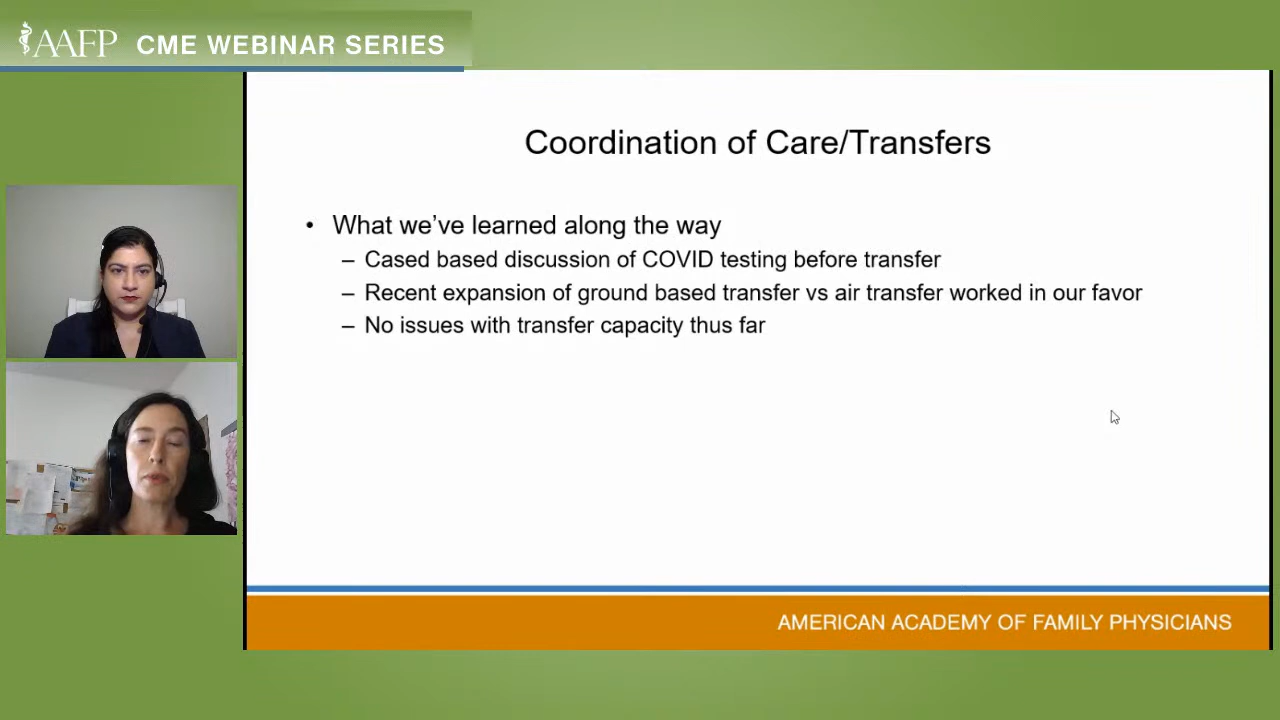 AAFP CME WEBINAR SERIES
Coordination of Care/Transfers
• What we’ve learned along the way
– Cased based discussion of COVID testing before transfer
– Recent expansion of ground based transfer vs air transfer worked in our favor
– No issues with transfer capacity thus far
AMERICAN ACADEMY OF FAMILY PHYSICIANS